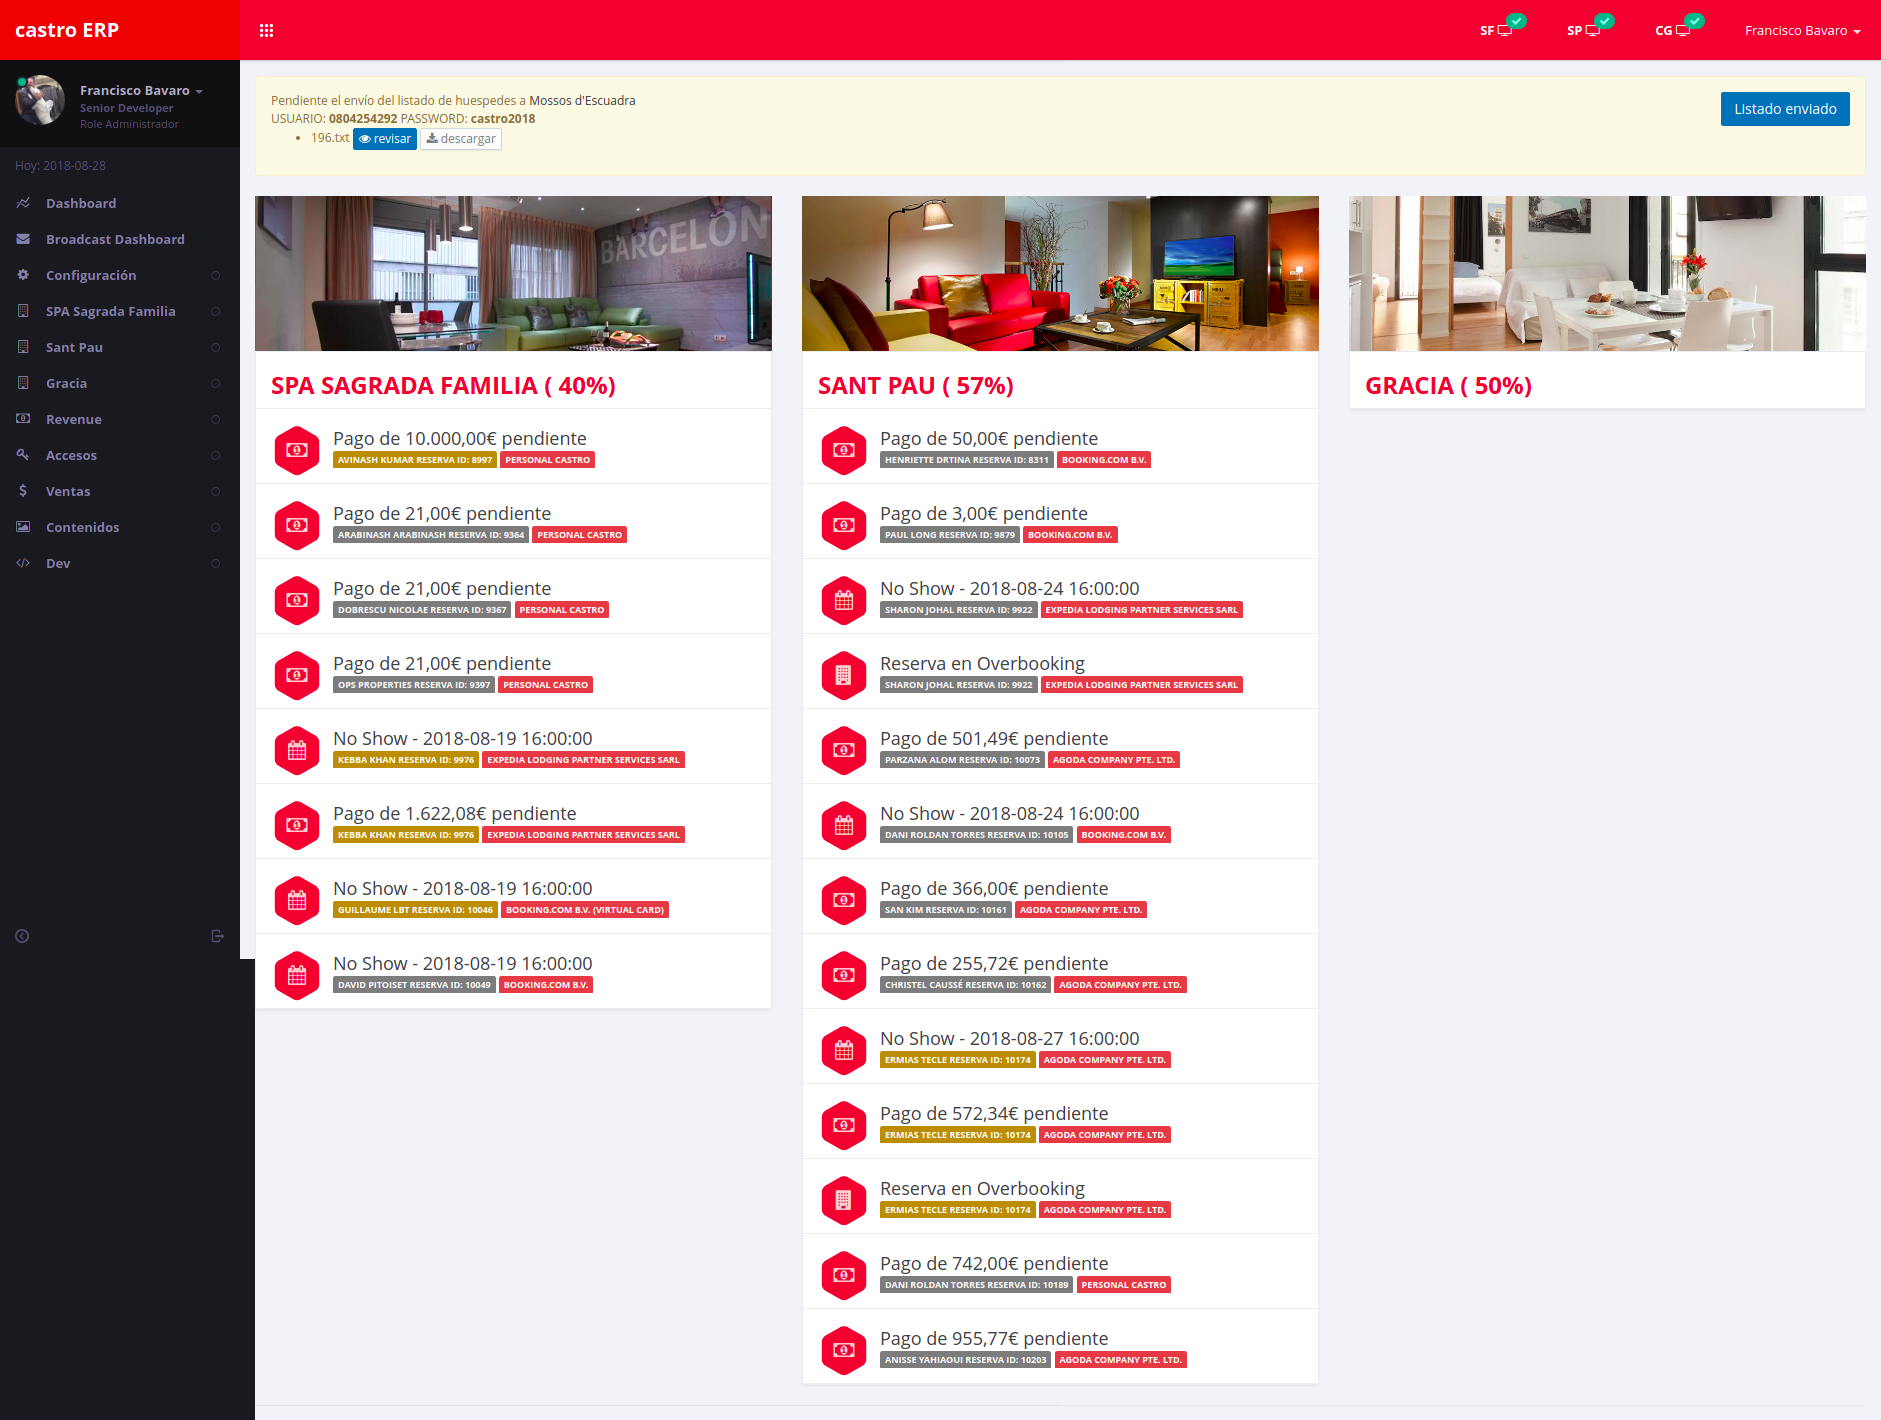 castro ERP
SF
SP
CG
Francisco Bavaro
Francisco Bavaro
Senior Developer
Role Administrador
Hoy: 2018-08-28
Dashboard
Broadcast Dashboard
Configuración
SPA Sagrada Familia
Sant Pau
Gracia
Revenue
Accesos
Ventas
Contenidos
Dev
Pendiente el envío del listado de huespedes a Mossos d'Escuadra
USUARIO: 0804254292 PASSWORD: castro2018
196.txt revisar descargar
Listado enviado
BARCELON
SPA SAGRADA FAMILIA ( 40%)
Pago de 10.000,00€ pendiente
AVINASH KUMAR RESERVA ID: 8997 PERSONAL CASTRO
Pago de 21,00€ pendiente
ARABINASH ARABINASH RESERVA ID: 9364 PERSONAL CASTRO
Pago de 21,00€ pendiente
DOBRESCU NICOLAE RESERVA ID: 9367 PERSONAL CASTRO
Pago de 21,00€ pendiente
OPS PROPERTIES RESERVA ID: 9397 PERSONAL CASTRO
No Show - 2018-08-19 16:00:00
KEBBA KHAN RESERVA ID: 9976 EXPEDIA LODGING PARTNER SERVICES SARL
Pago de 1.622,08€ pendiente
KEBBA KHAN RESERVA ID: 9976 EXPEDIA LODGING PARTNER SERVICES SARL
No Show - 2018-08-19 16:00:00
GUILLAUME LBT RESERVA ID: 10046 BOOKING.COM B.V. (VIRTUAL CARD)
No Show - 2018-08-19 16:00:00
DAVID PITOISET RESERVA ID: 10049 BOOKING.COM B.V.
SANT PAU ( 57%)
Pago de 50,00€ pendiente
HENRIETTE DRTINA RESERVA ID: 8311 BOOKING.COM B.V.
Pago de 3,00€ pendiente
PAUL LONG RESERVA ID: 9879 BOOKING.COM B.V.
No Show - 2018-08-24 16:00:00
SHARON JOHAL RESERVA ID: 9922 EXPEDIA LODGING PARTNER SERVICES SARL
Reserva en Overbooking
SHARON JOHAL RESERVA ID: 9922 EXPEDIA LODGING PARTNER SERVICES SARL
Pago de 501,49€ pendiente
PARZANA ALOM RESERVA ID: 10073 AGODA COMPANY PTE. LTD.
No Show - 2018-08-24 16:00:00
DANI ROLDAN TORRES RESERVA ID: 10105 BOOKING.COM B.V.
Pago de 366,00€ pendiente
SAN KIM RESERVA ID: 10161 AGODA COMPANY PTE. LTD.
Pago de 255,72€ pendiente
CHRISTEL CAUSSÉ RESERVA ID: 10162 AGODA COMPANY PTE. LTD.
No Show - 2018-08-27 16:00:00
ERMIAS TECLE RESERVA ID: 10174 AGODA COMPANY PTE. LTD.
Pago de 572,34€ pendiente
ERMIAS TECLE RESERVA ID: 10174 AGODA COMPANY PTE. LTD.
Reserva en Overbooking
ERMIAS TECLE RESERVA ID: 10174 AGODA COMPANY PTE. LTD.
Pago de 742,00€ pendiente
DANI ROLDAN TORRES RESERVA ID: 10189 PERSONAL CASTRO
Pago de 955,77€ pendiente
ANISSE YAHIAOUI RESERVA ID: 10203 AGODA COMPANY PTE. LTD.
GRACIA ( 50%)